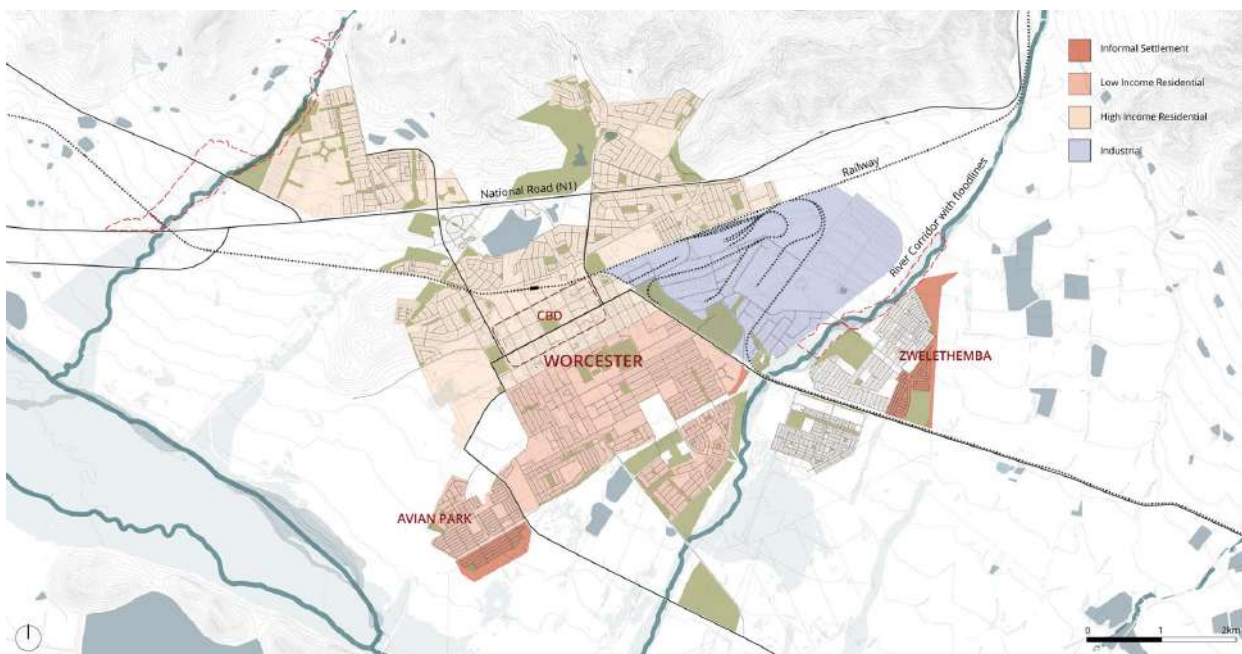 Informal Settlement
Low Income Residential
High Income Residential
Industrial
National Road (N1)
Railway
River Corridor with floodlines
CBD
WORCESTER
ZWELETHEMBA
AVIAN PARK
0 1 2km